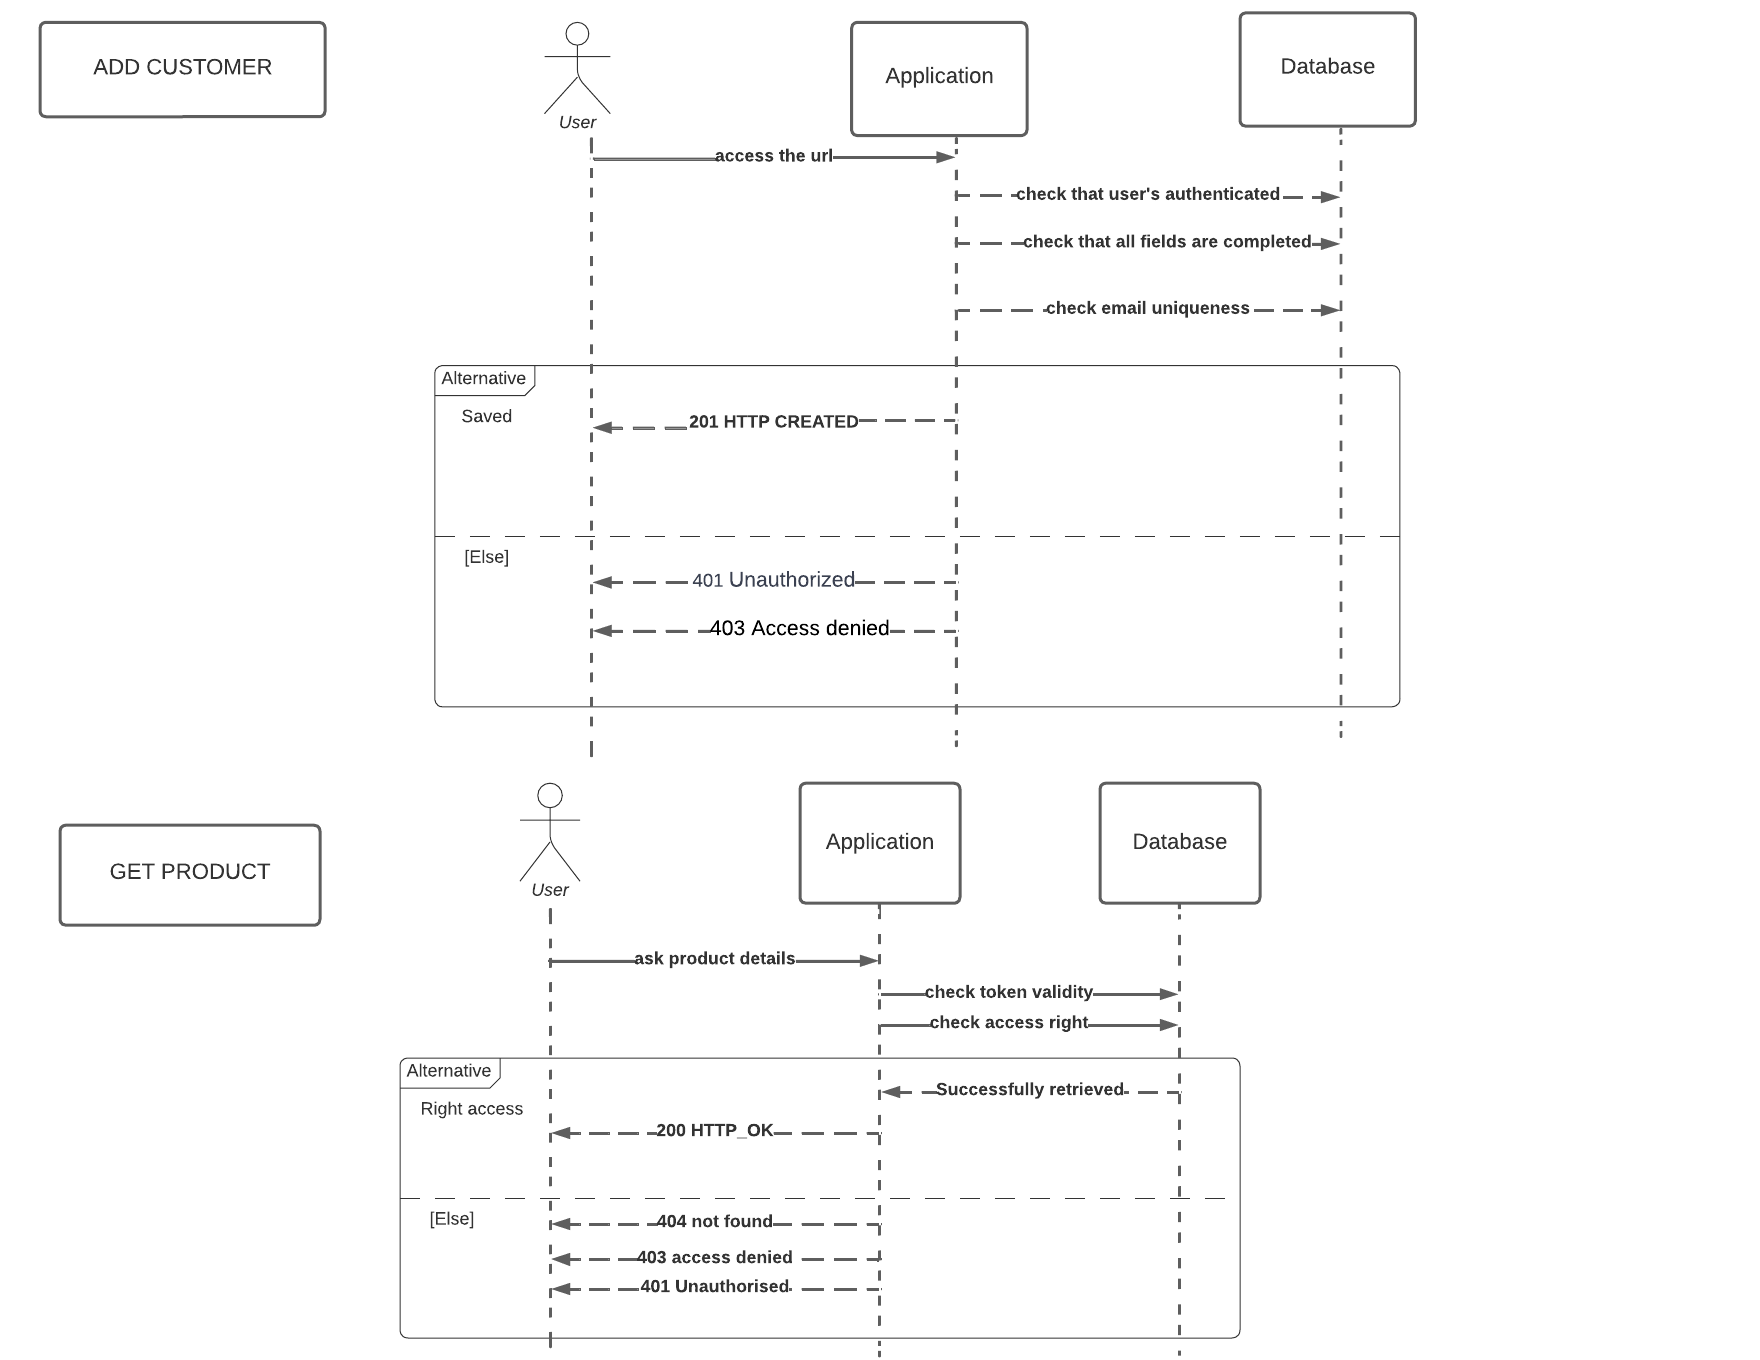 ADD CUSTOMER
User
Application
Database
access the url
check that user's authenticated
check that all fields are completed
check email uniqueness
Alternative
Saved
201 HTTP CREATED
[Else]
401 Unauthorized
403 Access denied
GET PRODUCT
User
Application
Database
ask product details
check token validity
check access right
Alternative
Successfully retrieved
Right access
200 HTTP_OK
[Else]
404 not found
403 access denied
401 Unauthorised